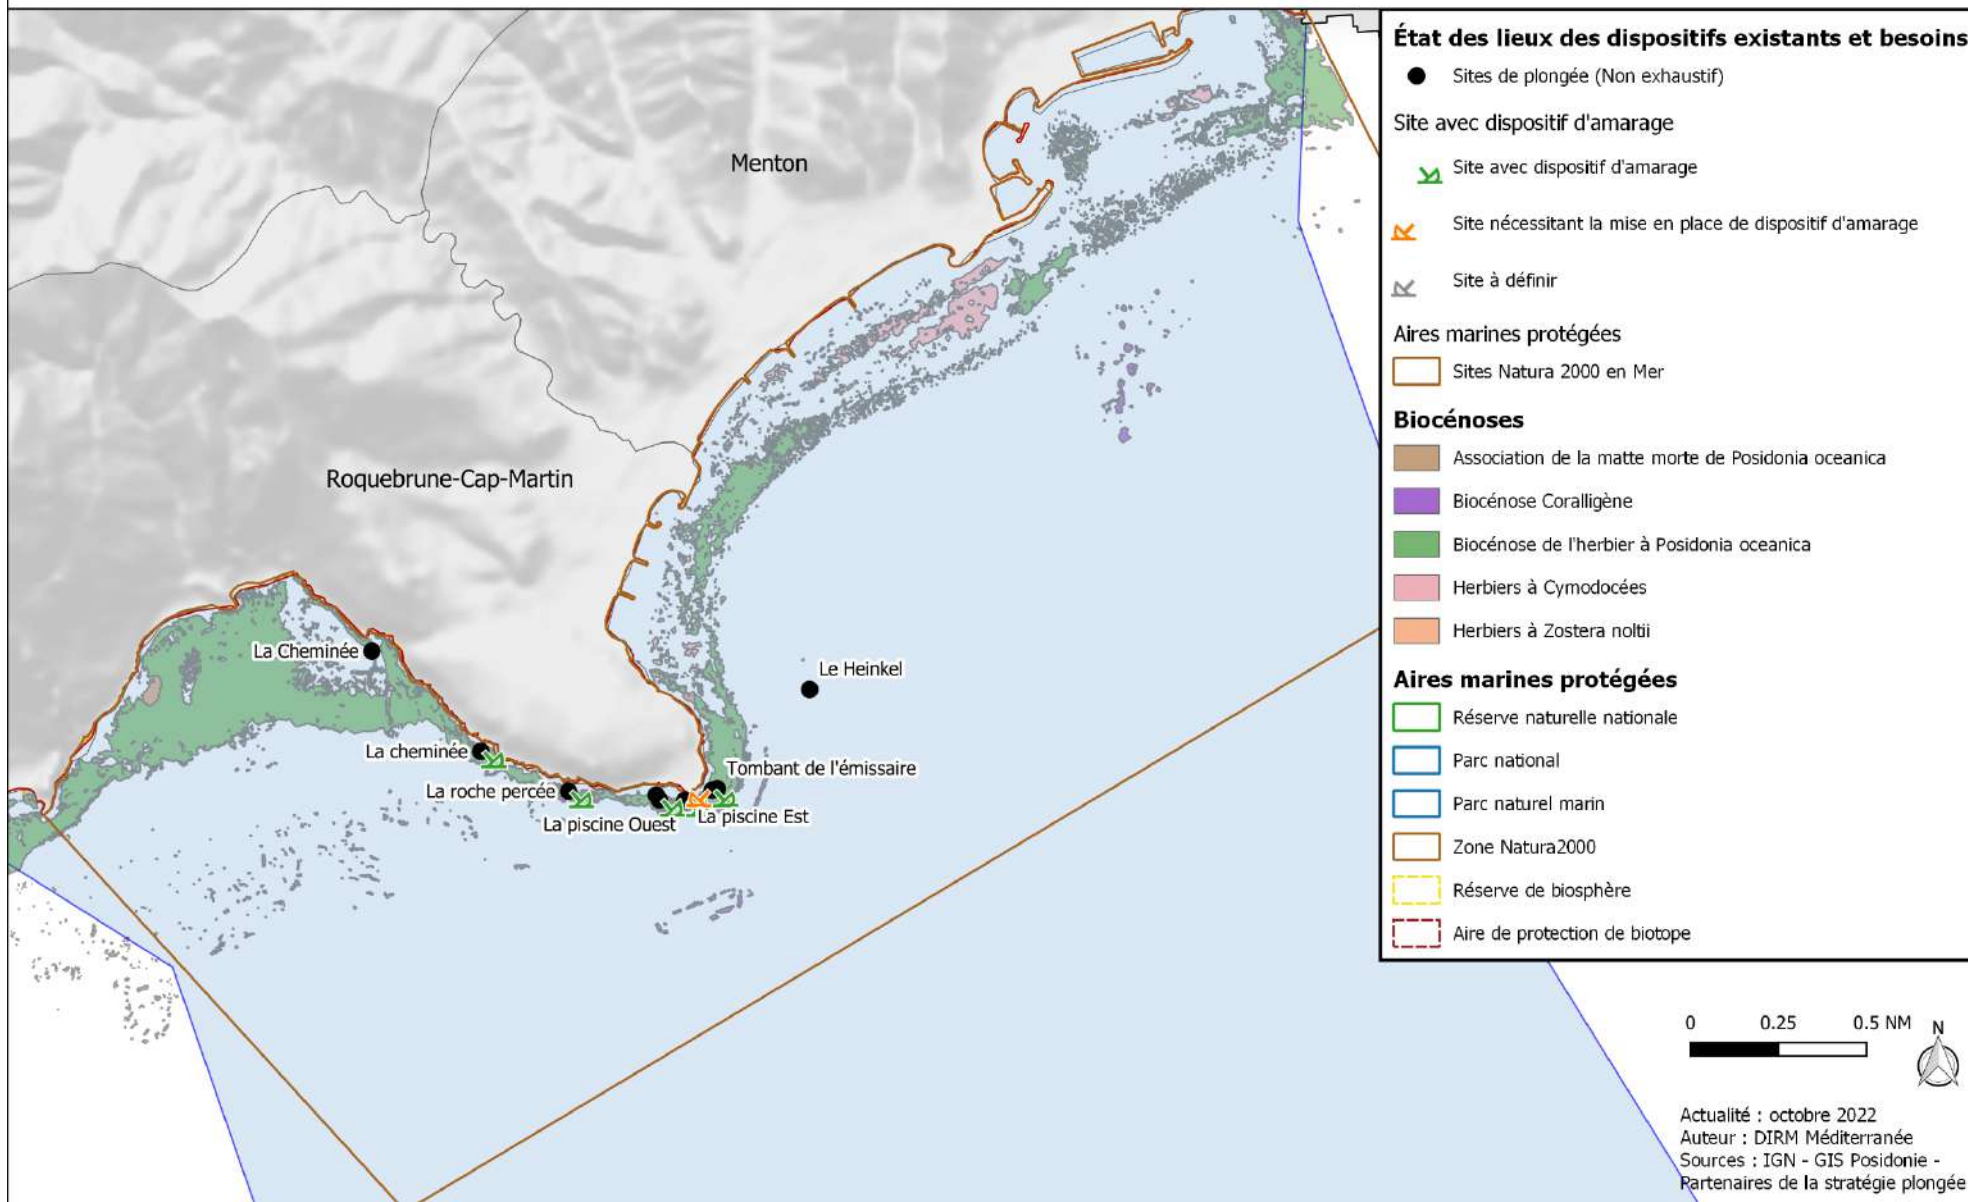 Menton
Roquebrune-Cap-Martin
La Cheminée
Le Heinkel
La cheminée
Tombant de l'émissaire
La roche percée
La piscine Ouest
La piscine Est
État des lieux des dispositifs existants et besoins
Sites de plongée (Non exhaustif)
Site avec dispositif d'amarage
Site avec dispositif d'amarage
Site nécessitant la mise en place de dispositif d'amarage
Site à définir
Aires marines protégées
Sites Natura 2000 en Mer
Biocénoses
Association de la matte morte de Posidonia oceanica
Biocénose Coralligène
Biocénose de l'herbier à Posidonia oceanica
Herbiers à Cymodocées
Herbiers à Zostera noltii
Aires marines protégées
Réserve naturelle nationale
Parc national
Parc naturel marin
Zone Natura2000
Réserve de biosphère
Aire de protection de biotope
0 0.25 0.5 NM
N
Actualité : octobre 2022
Auteur : DIRM Méditerranée
Sources : IGN - GIS Posidonie -
Partenaires de la stratégie plongée